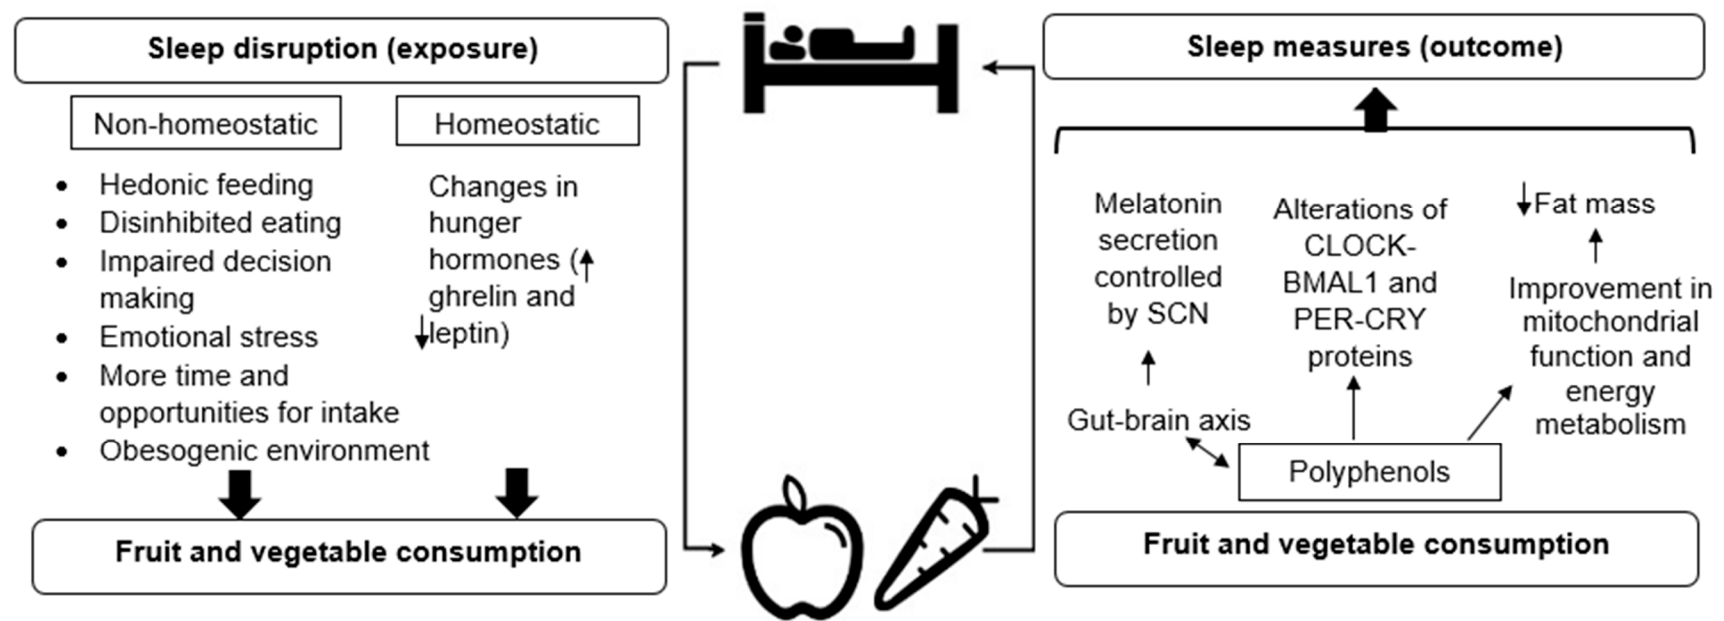 Sleep disruption (exposure)
Non-homeostatic
Homeostatic
• Hedonic feeding
• Disinhibited eating
• Impaired decision
making
• Emotional stress
• More time and
opportunities for intake
• Obesogenic environment
Changes in
hunger
hormones (↑
ghrelin and
↓leptin)
Fruit and vegetable consumption
Sleep measures (outcome)
Melatonin
secretion
controlled
by SCN
Gut-brain axis
Alterations of
CLOCK-
BMAL1 and
PER-CRY
proteins
↓Fat mass
Improvement in
mitochondrial
function and
energy
metabolism
Polyphenols
Fruit and vegetable consumption